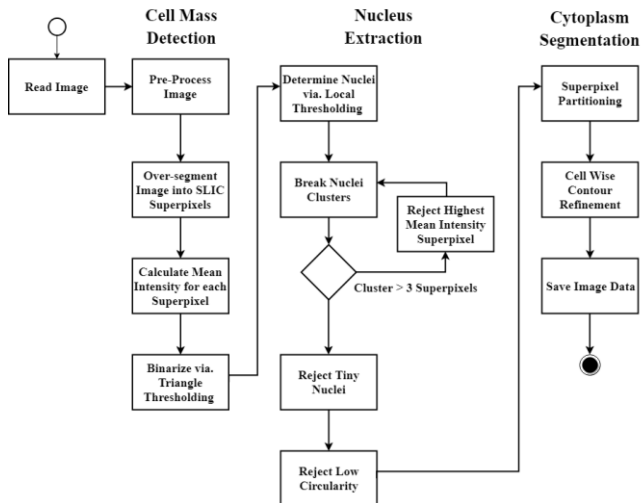 Cell Mass
Detection
Nucleus
Extraction
Cytoplasm
Segmentation
Read Image
Pre-Process
Image
Over-segment
Image into SLIC
Superpixels
Calculate Mean
Intensity for each
Superpixel
Binarize via.
Triangle
Thresholding
Determine Nuclei
via. Local
Thresholding
Break Nuclei
Clusters
Reject Highest
Mean Intensity
Superpixel
Cluster > 3 Superpixels
Reject Tiny
Nuclei
Reject Low
Circularity
Superpixel
Partitioning
Cell Wise
Contour
Refinement
Save Image Data